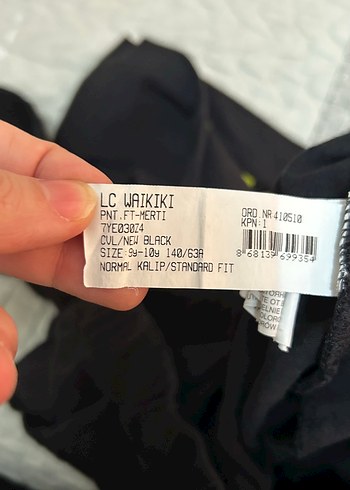 LC WAIKIKI
PNT.FT-MERTI
7YE030Z4
CVL/NEW BLACK
SIZE 9y-10y 140/63A
NORMAL KALIP/STANDARD FIT
ORD.NR 410510
KPN: 1
8 68139 699354